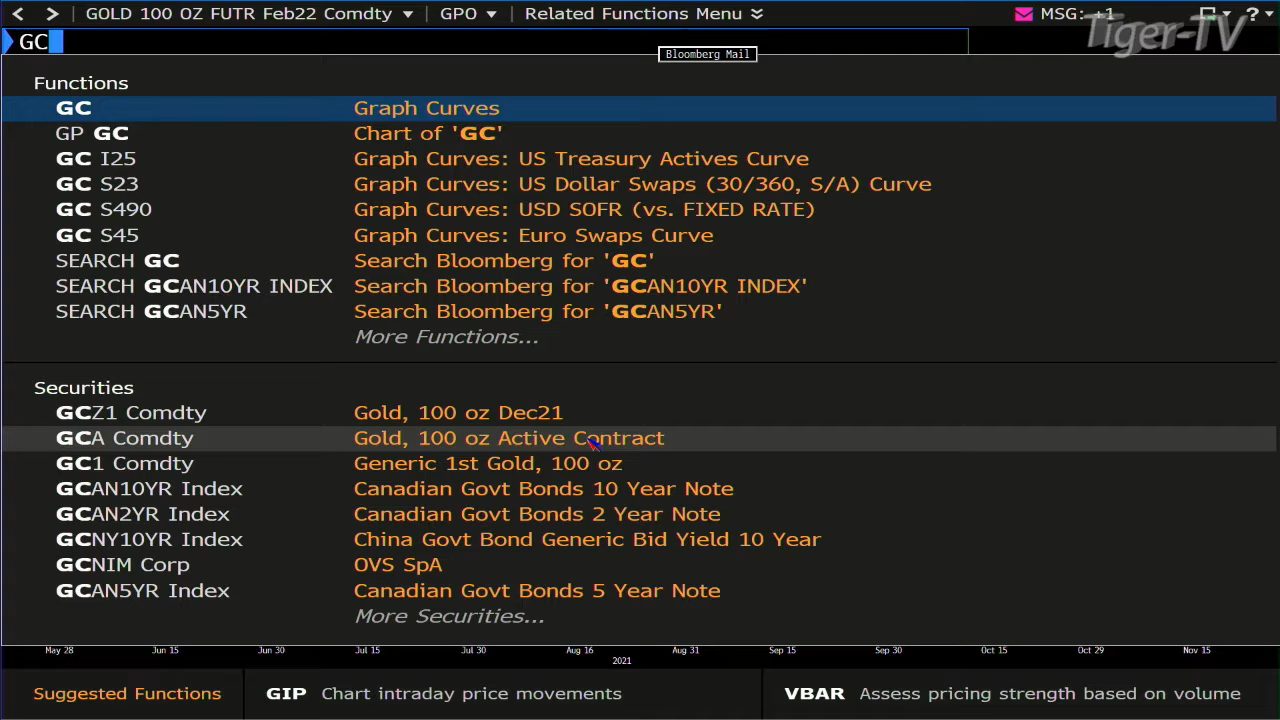 < > GOLD 100 OZ FUTR Feb22 Comdty GPO Related Functions Menu MSG: +1 ?
Tiger-TV
GC
Bloomberg Mail
Functions
GC Graph Curves
GP GC Chart of 'GC'
GC I25 Graph Curves: US Treasury Actives Curve
GC S23 Graph Curves: US Dollar Swaps (30/360, S/A) Curve
GC S490 Graph Curves: USD SOFR (vs. FIXED RATE)
GC S45 Graph Curves: Euro Swaps Curve
SEARCH GC Search Bloomberg for 'GC'
SEARCH GCAN10YR INDEX Search Bloomberg for 'GCAN10YR INDEX'
SEARCH GCAN5YR Search Bloomberg for 'GCAN5YR'
More Functions...
Securities
GCZ1 Comdty Gold, 100 oz Dec21
GCA Comdty Gold, 100 oz Active Contract
GC1 Comdty Generic 1st Gold, 100 oz
GCAN10YR Index Canadian Govt Bonds 10 Year Note
GCAN2YR Index Canadian Govt Bonds 2 Year Note
GCNY10YR Index China Govt Bond Generic Bid Yield 10 Year
GCNIM Corp OVS SpA
GCAN5YR Index Canadian Govt Bonds 5 Year Note
More Securities...
May 28 Jun 15 Jun 30 Jul 15 Jul 30 Aug 16 Aug 31 Sep 15 Sep 30 Oct 15 Oct 29 Nov 15
2021
Suggested Functions GIP Chart intraday price movements VBAR Assess pricing strength based on volume